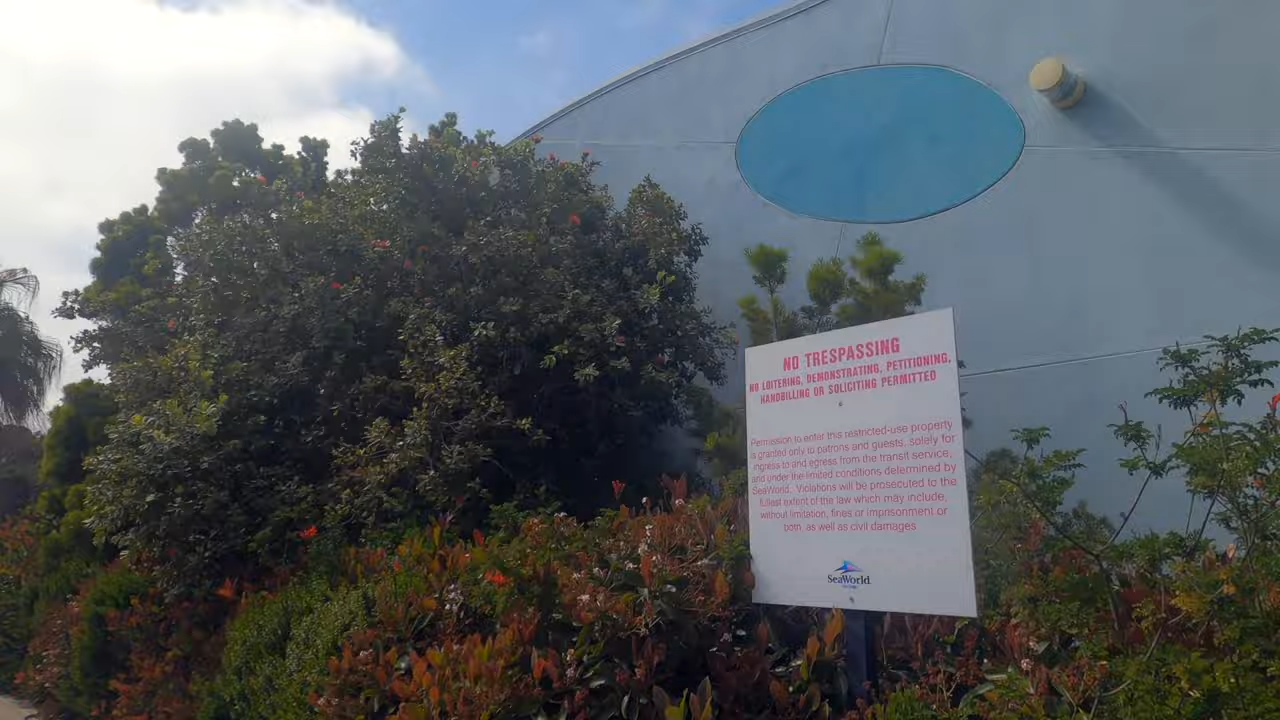 NO TRESPASSING
NO LOITERING, DEMONSTRATING, PETITIONING,
HANDBILLING OR SOLICITING PERMITTED
Permission to enter this restricted-use property
is granted only to patrons and guests, solely for
ingress to and egress from the transit service,
and under the limited conditions determined by
SeaWorld. Violations will be prosecuted to the
fullest extent of the law which may include,
without limitation, fines or imprisonment or
both, as well as civil damages
SeaWorld